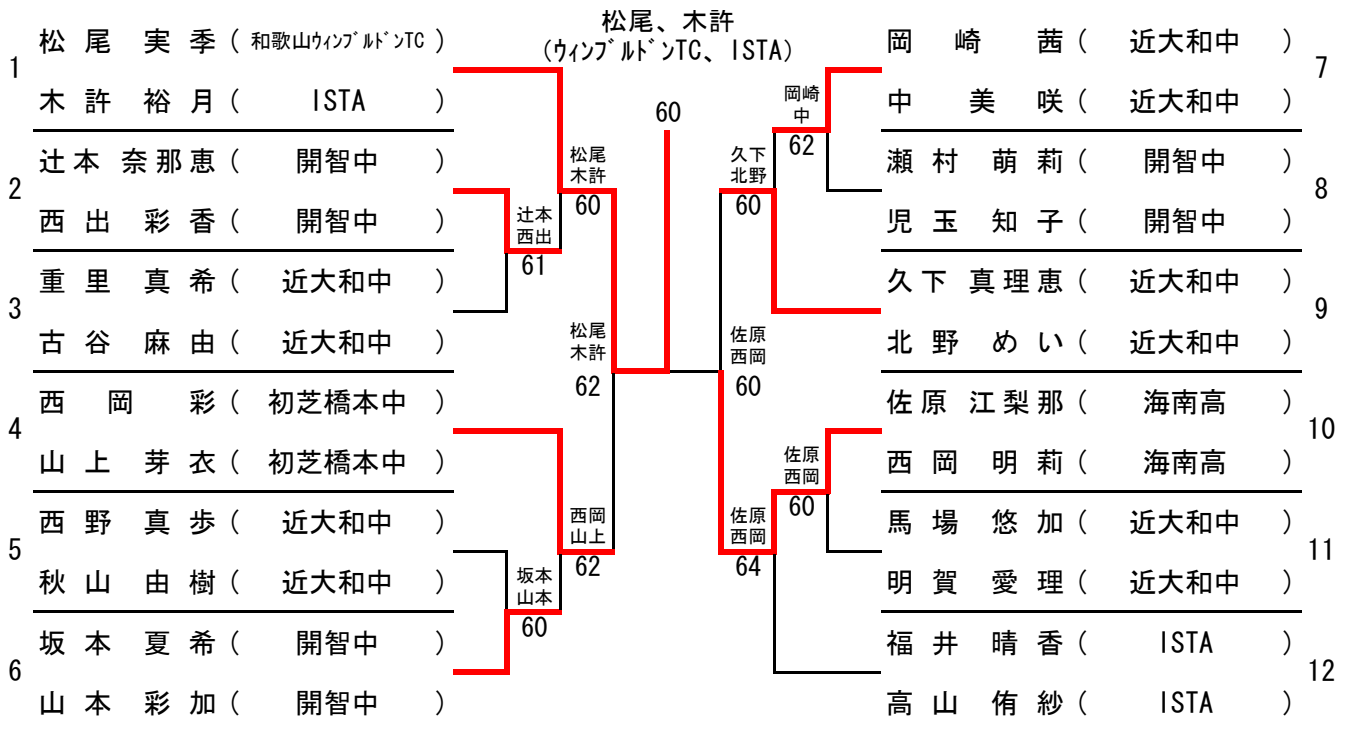 松尾、木許
(ウィンブルドンTC、ISTA)
60
1
松尾 実季 ( 和歌山ウィンブルドンTC )
木許 裕月 ( ISTA )
2
辻本 奈那恵 ( 開智中 )
西出 彩香 ( 開智中 )
3
重里 真希 ( 近大和中 )
古谷 麻由 ( 近大和中 )
4
西岡 彩 ( 初芝橋本中 )
山上 芽衣 ( 初芝橋本中 )
5
西野 真歩 ( 近大和中 )
秋山 由樹 ( 近大和中 )
6
坂本 夏希 ( 開智中 )
山本 彩加 ( 開智中 )
辻本
西出
61
坂本
山本
60
松尾
木許
60
西岡
山上
62
松尾
木許
62
佐原
西岡
60
久下
北野
60
佐原
西岡
64
岡崎
中
62
佐原
西岡
60
岡崎 茜 ( 近大和中 )
中 美咲 ( 近大和中 )
7
瀬村 萌莉 ( 開智中 )
児玉 知子 ( 開智中 )
8
久下 真理恵 ( 近大和中 )
北野 めい ( 近大和中 )
9
佐原 江梨那 ( 海南高 )
西岡 明莉 ( 海南高 )
10
馬場 悠加 ( 近大和中 )
明賀 愛理 ( 近大和中 )
11
福井 晴香 ( ISTA )
高山 侑紗 ( ISTA )
12